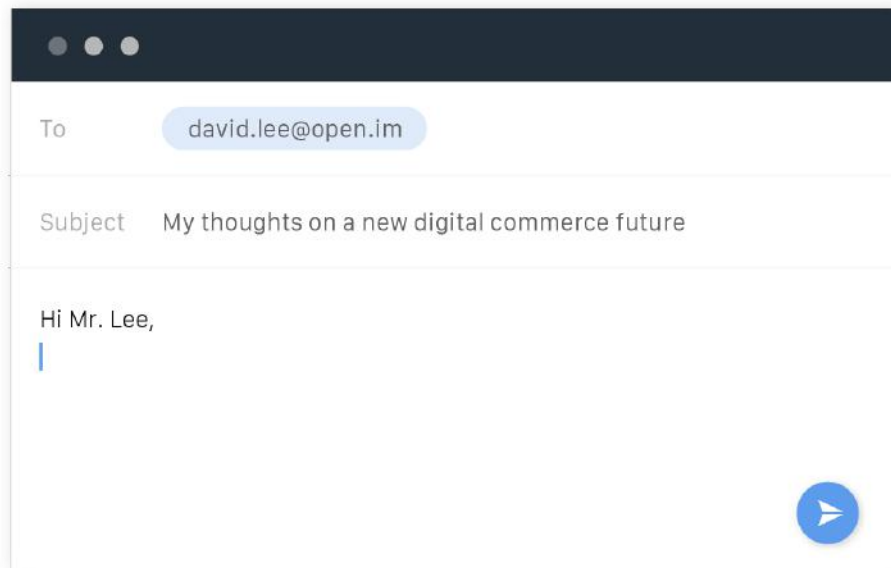 To david.lee@open.im
Subject My thoughts on a new digital commerce future
Hi Mr. Lee,